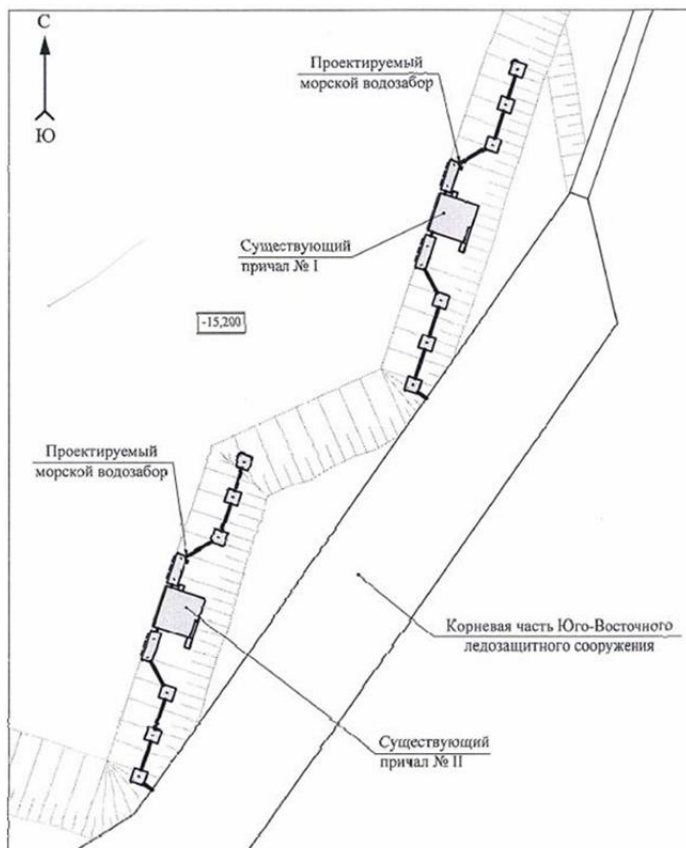 С
Ю
Проектируемый
морской водозабор
Существующий
причал № I
-15,200
Проектируемый
морской водозабор
Корневая часть Юго-Восточного
ледозащитного сооружения
Существующий
причал № II